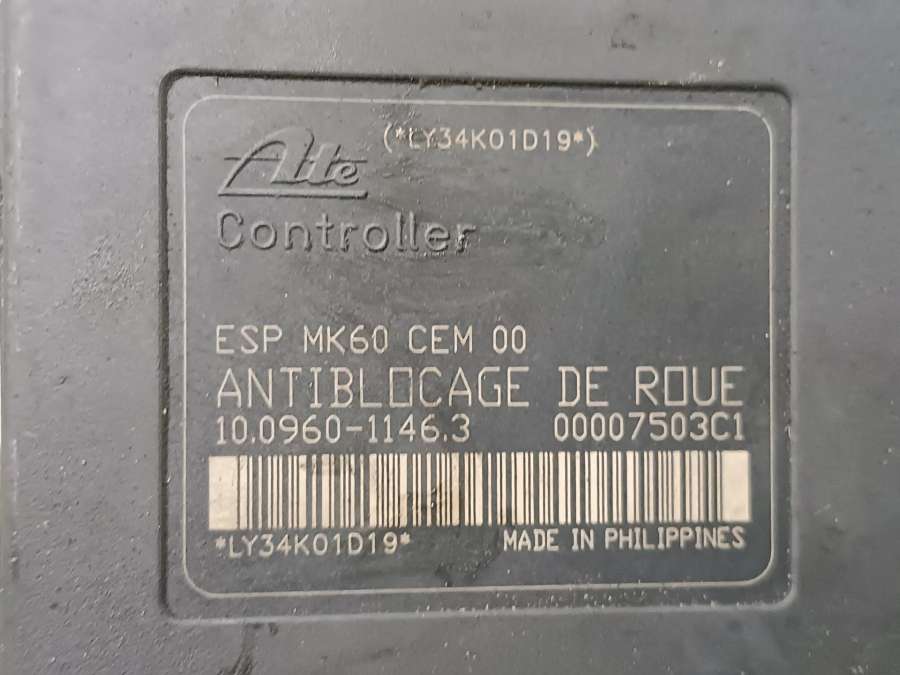 (*LY34K01D19*)
Ate
Controller
ESP MK60 CEM 00
ANTIBLOCAGE DE ROUE
10.0960-1146.3 00007503C1
*LY34K01D19* MADE IN PHILIPPINES